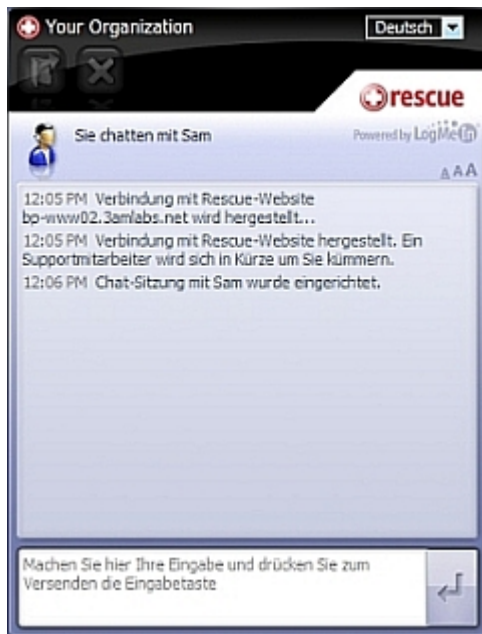 Your Organization
Deutsch
rescue
Sie chatten mit Sam
Powered by LogMeIn
A A A
12:05 PM Verbindung mit Rescue-Website
bp-www02.3amlabs.net wird hergestellt...
12:05 PM Verbindung mit Rescue-Website hergestellt. Ein
Supportmitarbeiter wird sich in Kürze um Sie kümmern.
12:06 PM Chat-Sitzung mit Sam wurde eingerichtet.
Machen Sie hier Ihre Eingabe und drücken Sie zum
Versenden die Eingabetaste